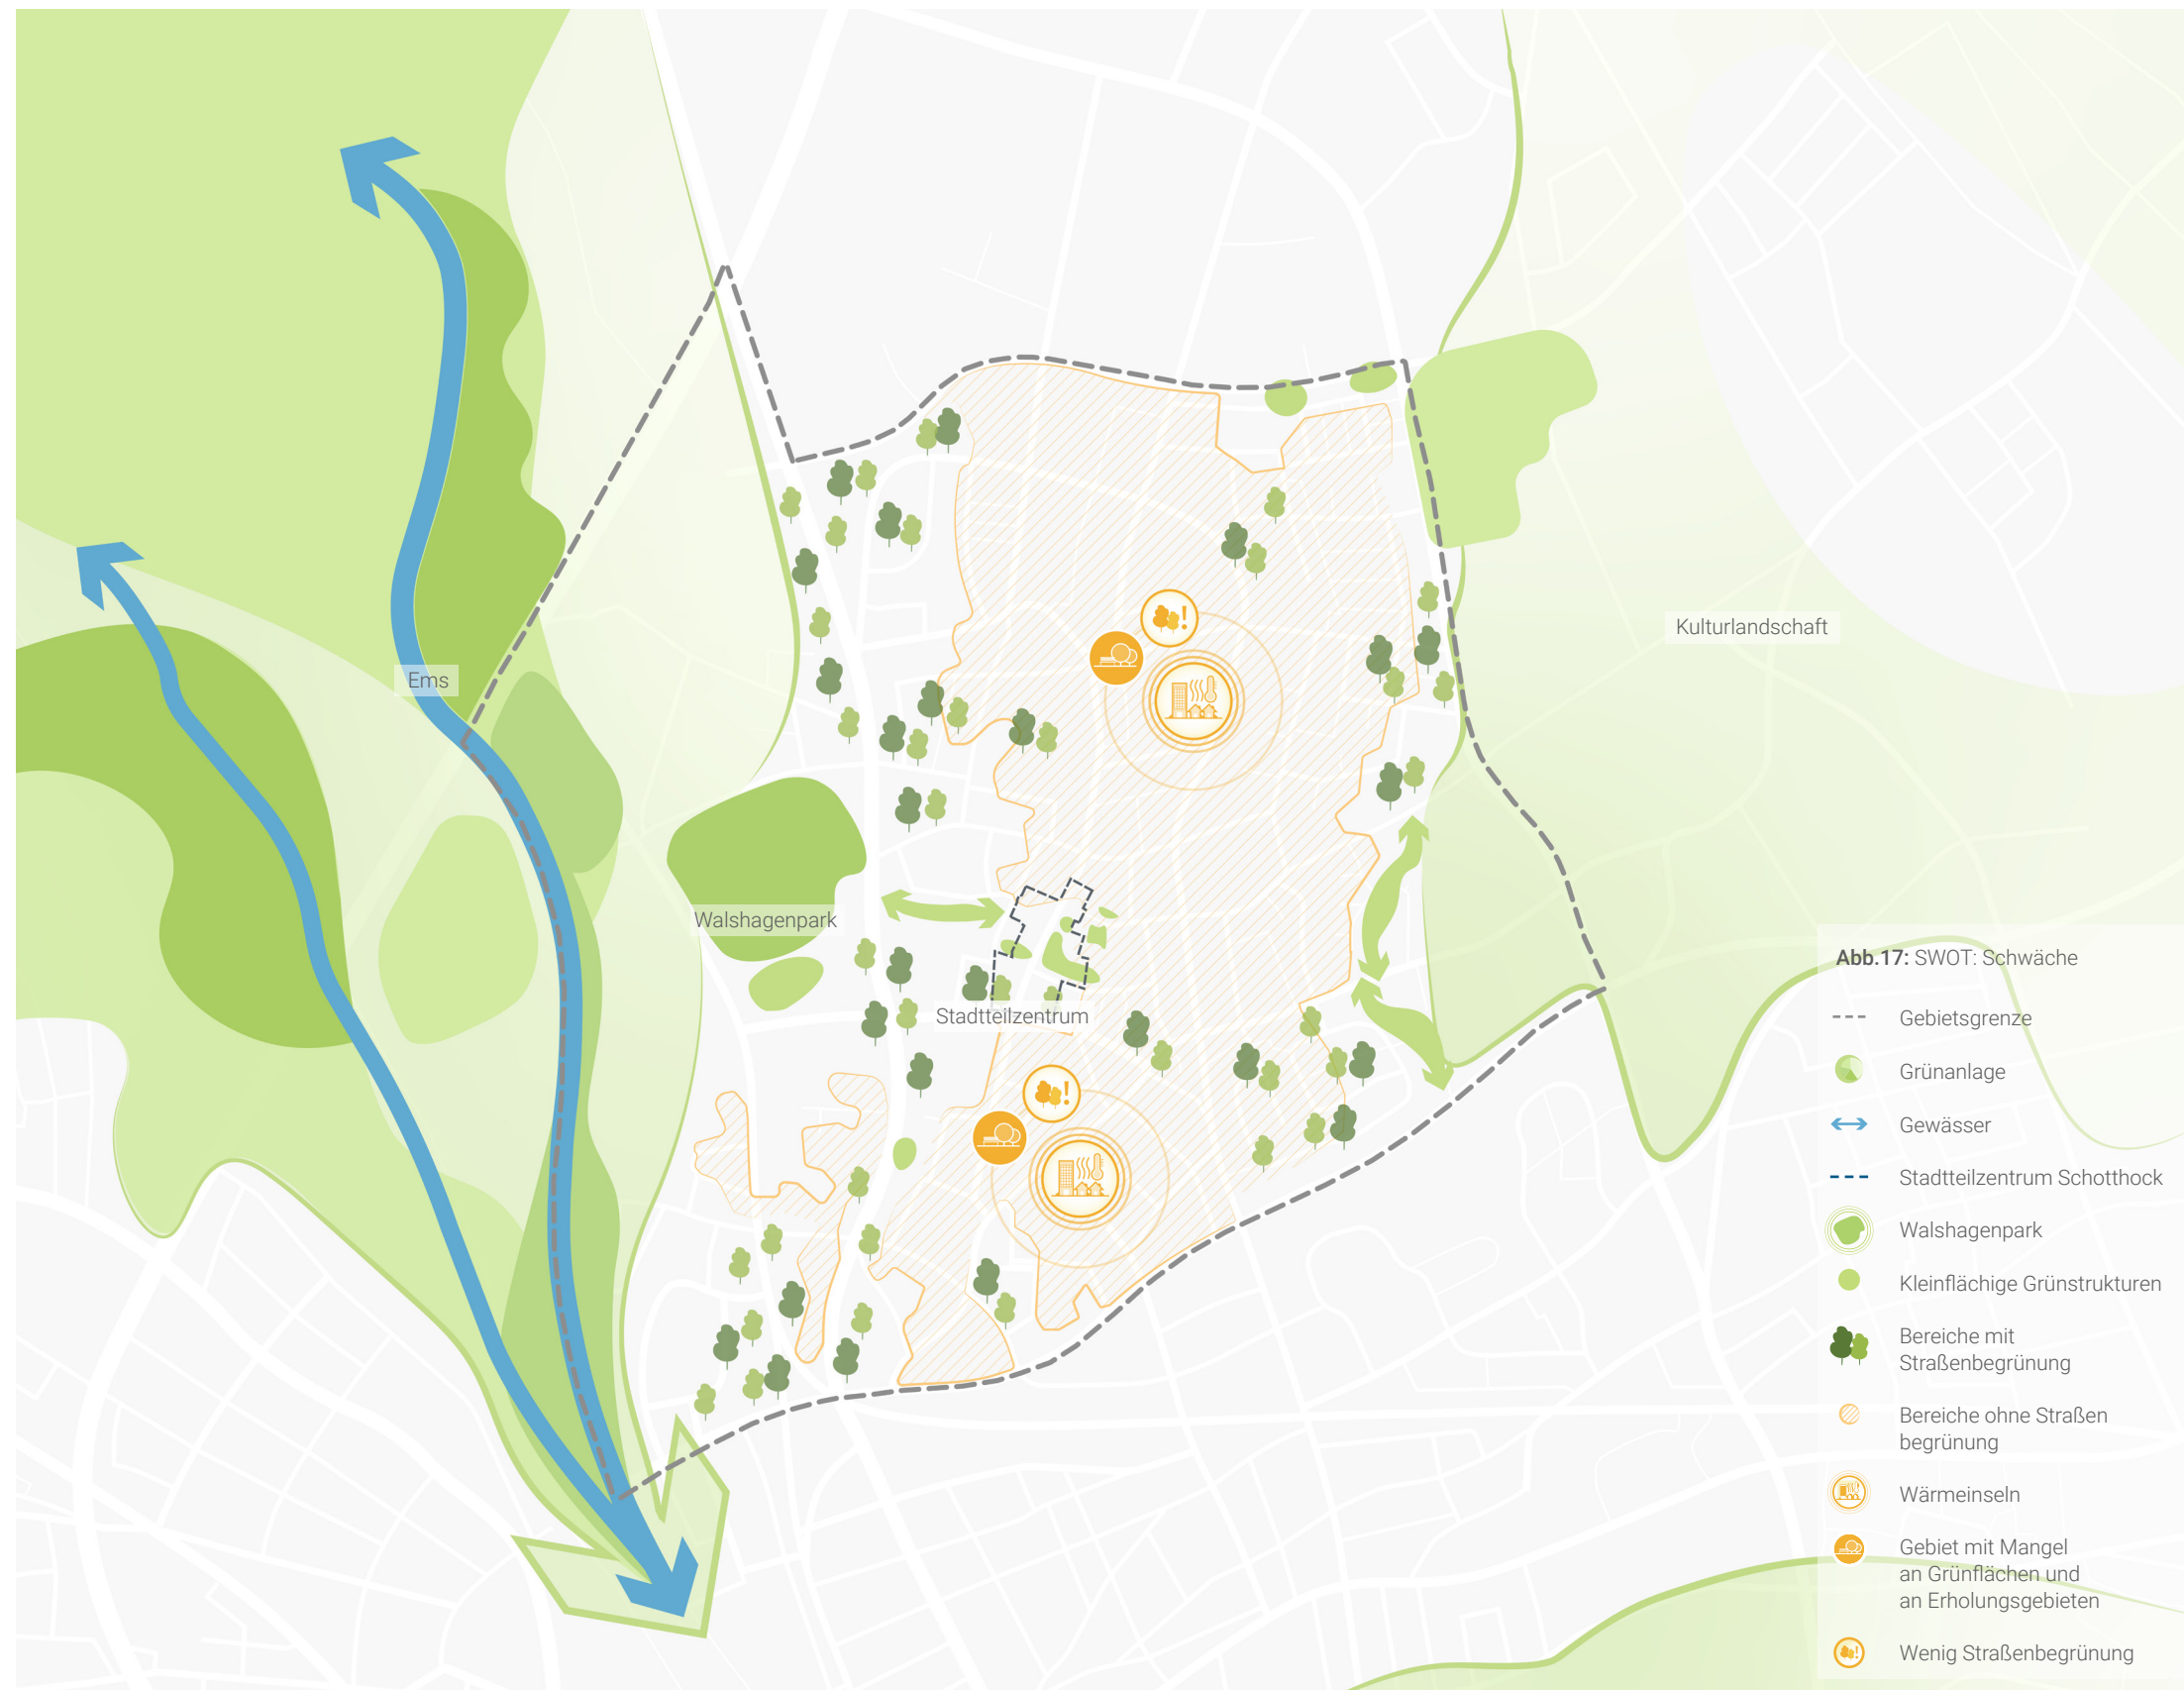 Ems
Kulturlandschaft
Walshagenpark
Stadtteilzentrum
Abb.17: SWOT: Schwäche
Gebietsgrenze
Grünanlage
Gewässer
Stadtteilzentrum Schotthock
Walshagenpark
Kleinflächige Grünstrukturen
Bereiche mit
Straßenbegrünung
Bereiche ohne Straßen
begrünung
Wärmeinseln
Gebiet mit Mangel
an Grünflächen und
an Erholungsgebieten
Wenig Straßenbegrünung